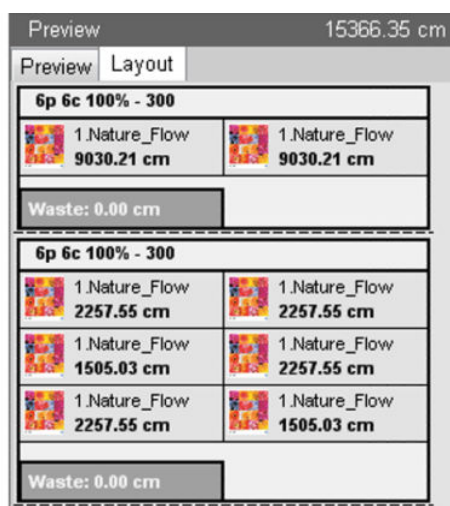 Preview 15366.35 cm
Preview Layout
6p 6c 100% - 300
1.Nature_Flow 1.Nature_Flow
9030.21 cm 9030.21 cm
Waste: 0.00 cm
6p 6c 100% - 300
1.Nature_Flow 1.Nature_Flow
2257.55 cm 2257.55 cm
1.Nature_Flow 1.Nature_Flow
1505.03 cm 2257.55 cm
1.Nature_Flow 1.Nature_Flow
2257.55 cm 1505.03 cm
Waste: 0.00 cm